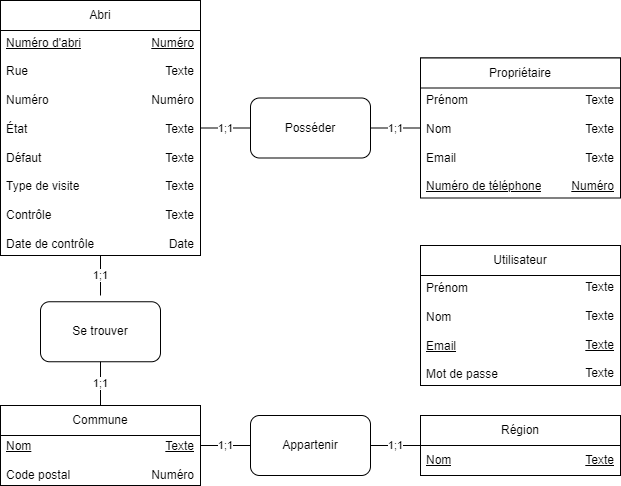 Abri
Numéro d'abri Numéro
Rue Texte
Numéro Numéro
État Texte
Défaut Texte
Type de visite Texte
Contrôle Texte
Date de contrôle Date
1;1 Posséder 1;1
Propriétaire
Prénom Texte
Nom Texte
Email Texte
Numéro de téléphone Numéro
Utilisateur
Prénom Texte
Nom Texte
Email Texte
Mot de passe Texte
1;1
Se trouver
1;1
Commune
Nom Texte
Code postal Numéro
1;1 Appartenir 1;1
Région
Nom Texte